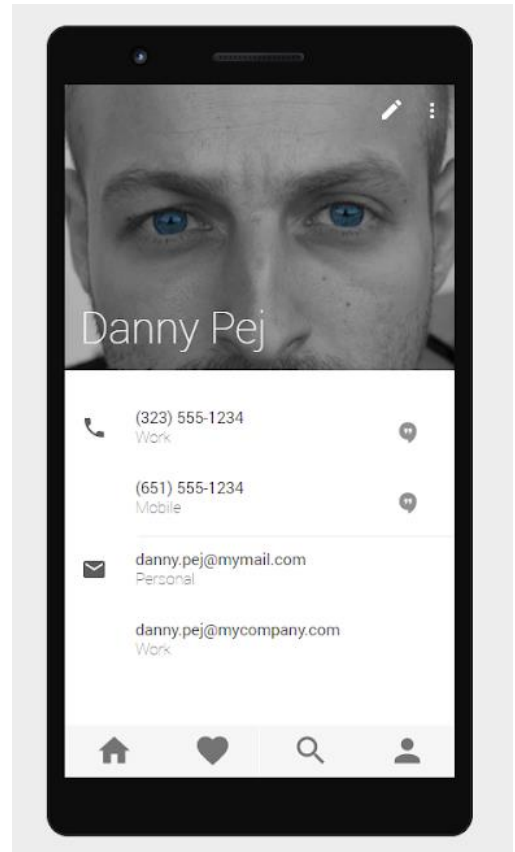 Danny Pej
(323) 555-1234
Work
(651) 555-1234
Mobile
danny.pej@mymail.com
Personal
danny.pej@mycompany.com
Work